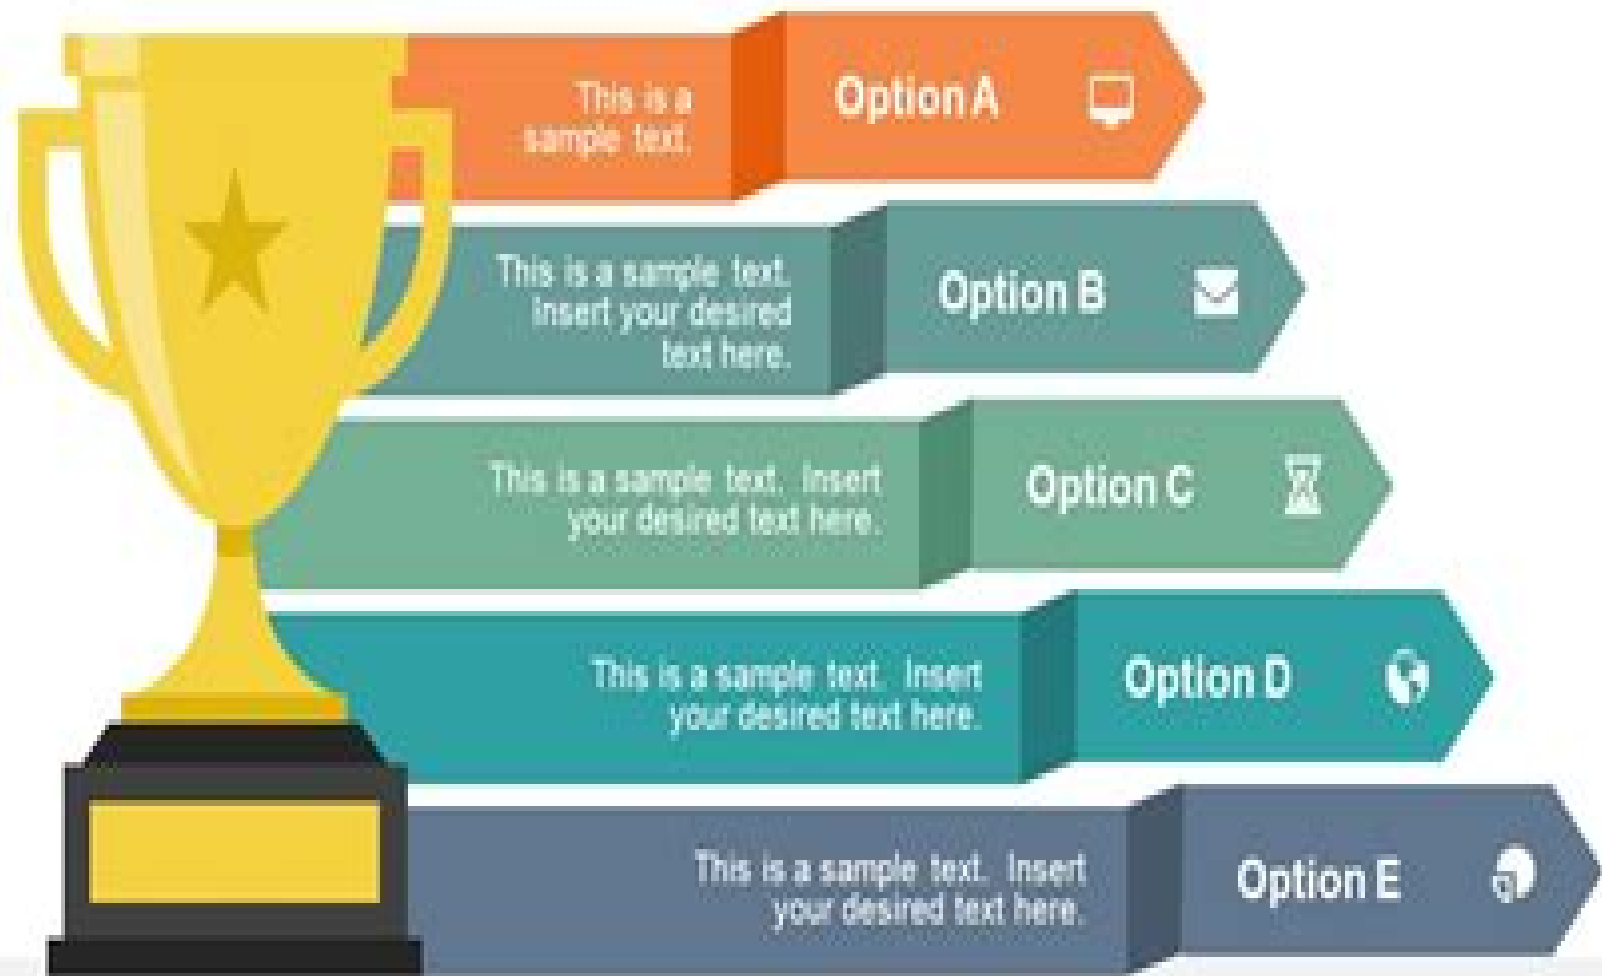 This is a
sample text.
Option A
This is a sample text.
Insert your desired
text here.
Option B
This is a sample text. Insert
your desired text here.
Option C
This is a sample text. Insert
your desired text here.
Option D
This is a sample text. Insert
your desired text here.
Option E